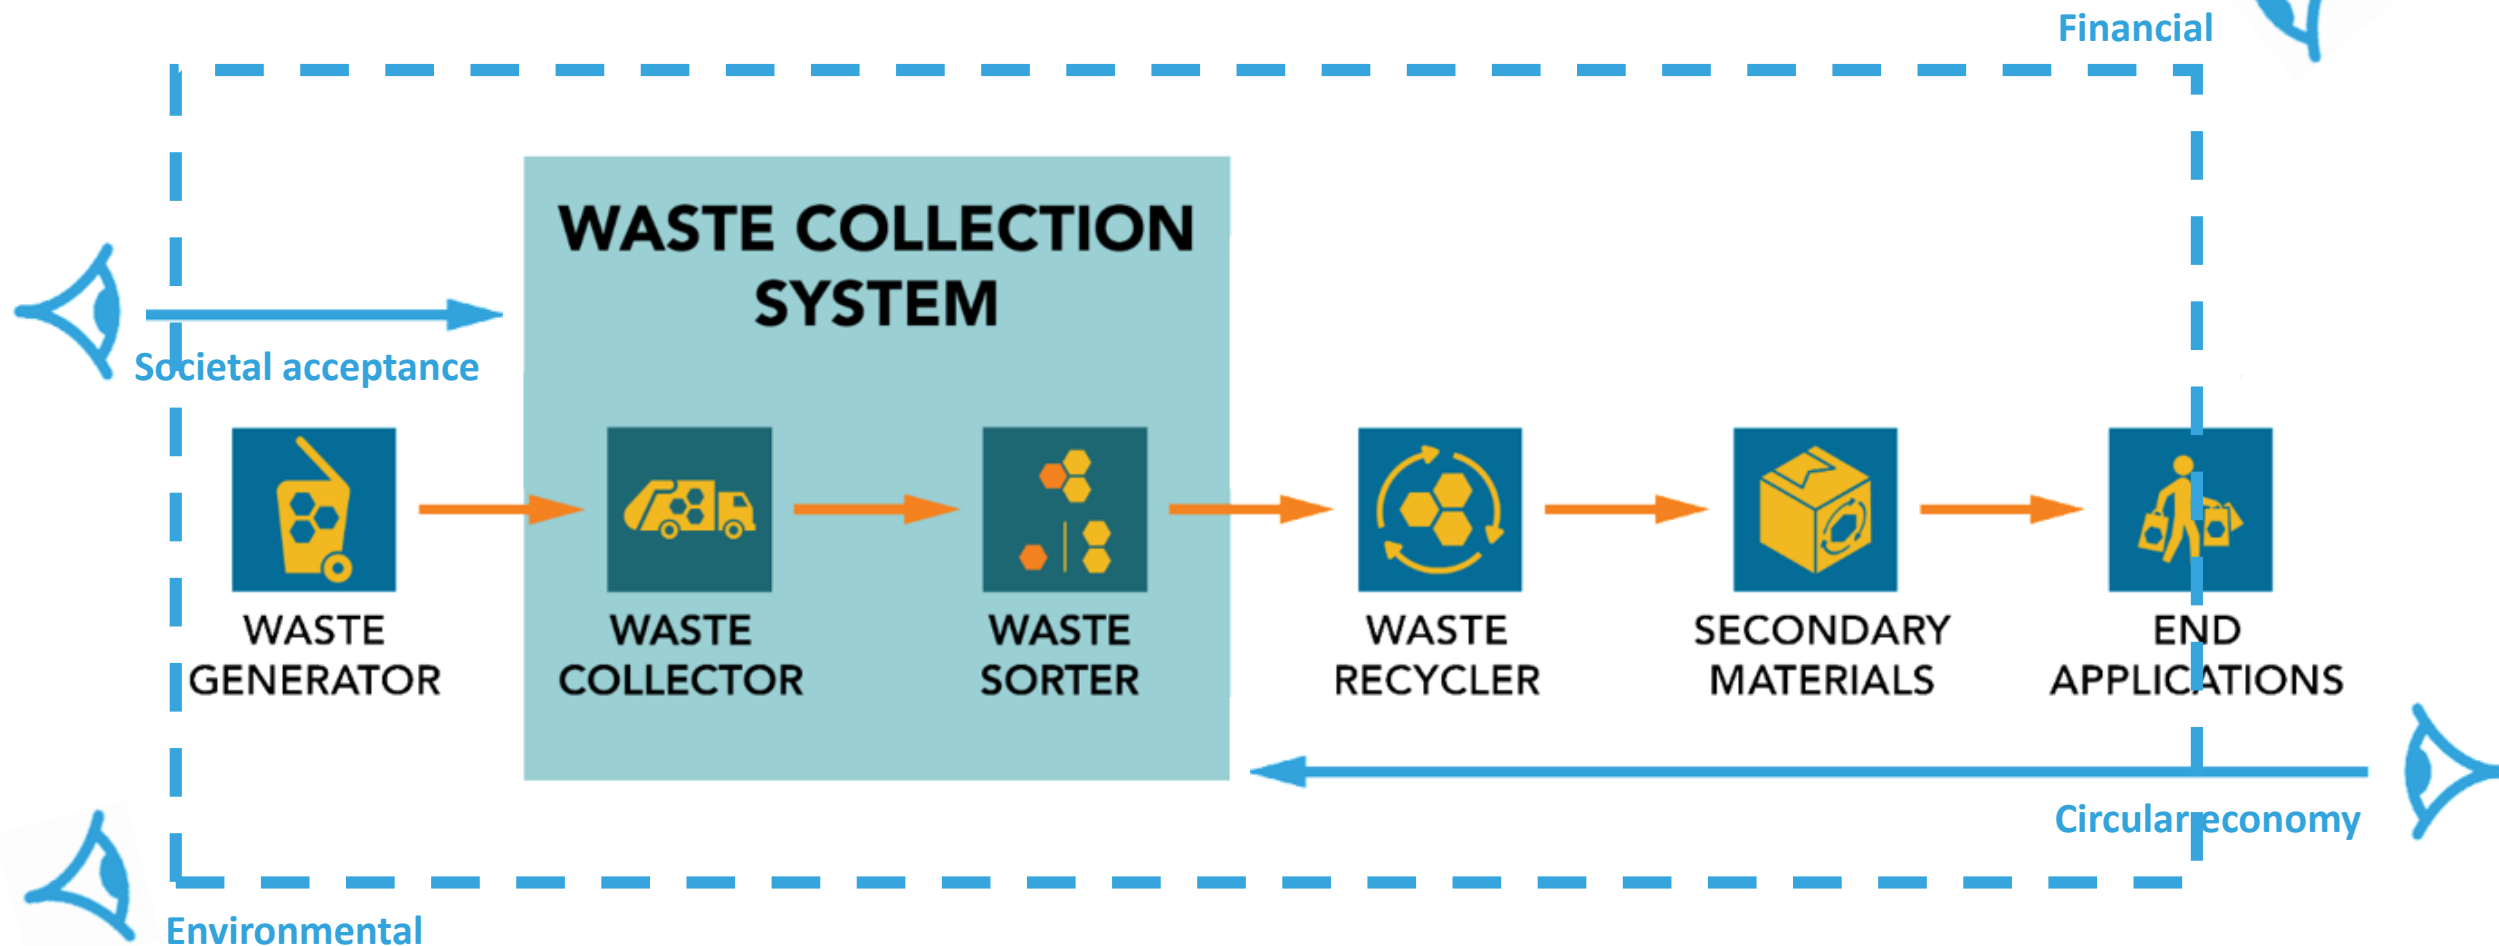 Financial
WASTE COLLECTION
SYSTEM
Societal acceptance
WASTE
GENERATOR
WASTE
COLLECTOR
WASTE
SORTER
WASTE
RECYCLER
SECONDARY
MATERIALS
END
APPLICATIONS
Circular economy
Environmental